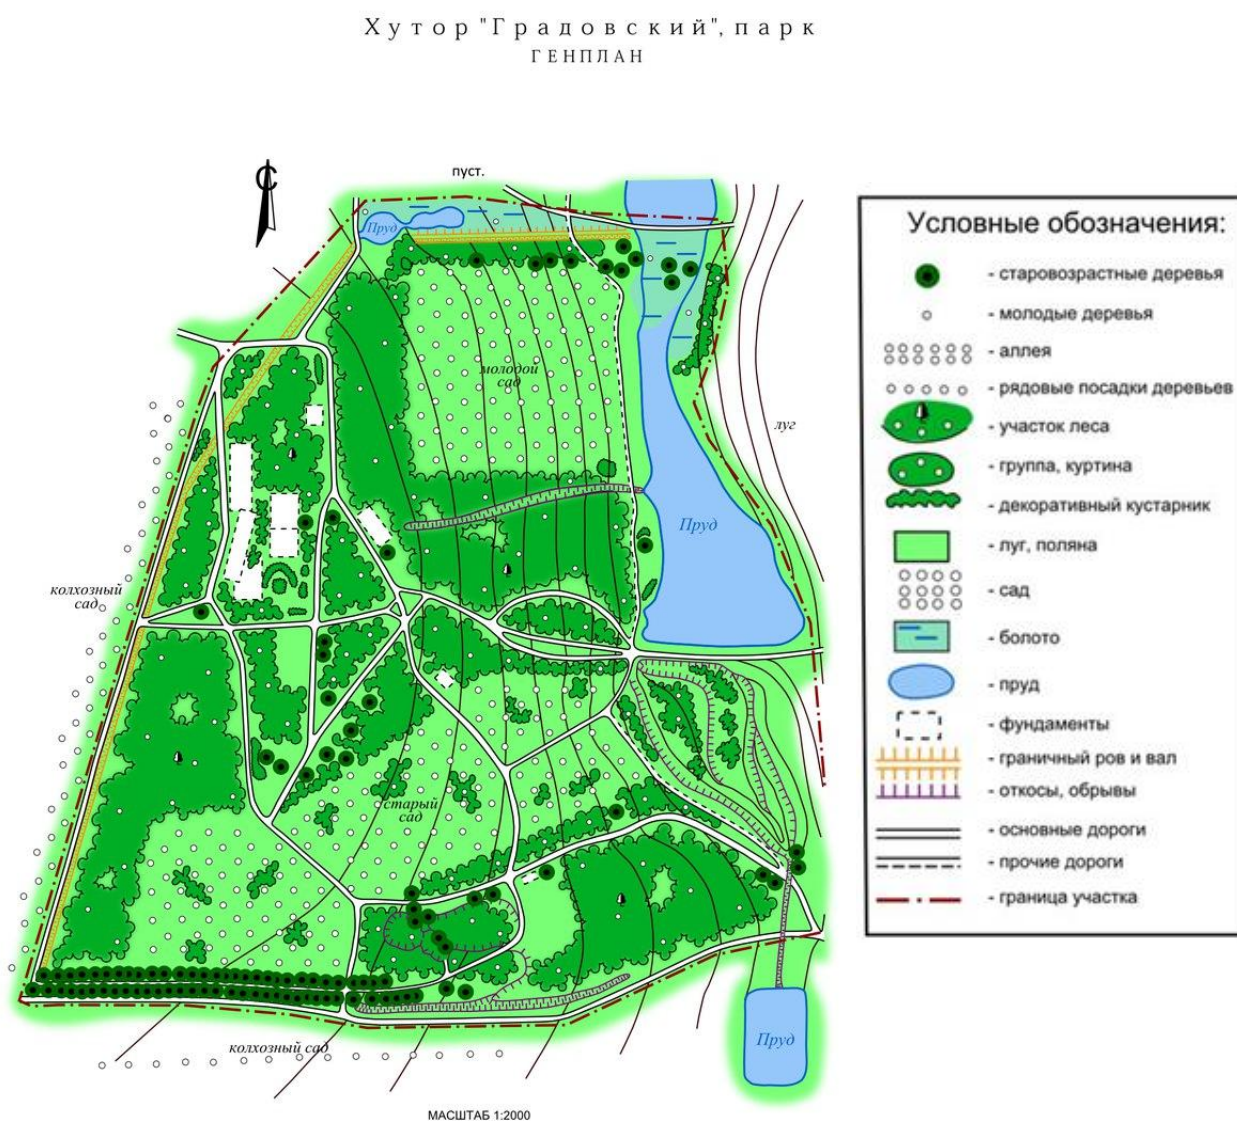 Хутор "Градовский", парк
ГЕНПЛАН
С
пуст.
Пруд
молодой
сад
луг
Пруд
колхозный
сад
старый
сад
колхозный сад
Пруд
МАСШТАБ 1:2000
Условные обозначения:
- старовозрастные деревья
- молодые деревья
- аллея
- рядовые посадки деревьев
- участок леса
- группа, куртина
- декоративный кустарник
- луг, поляна
- сад
- болото
- пруд
- фундаменты
- граничный ров и вал
- откосы, обрывы
- основные дороги
- прочие дороги
- граница участка